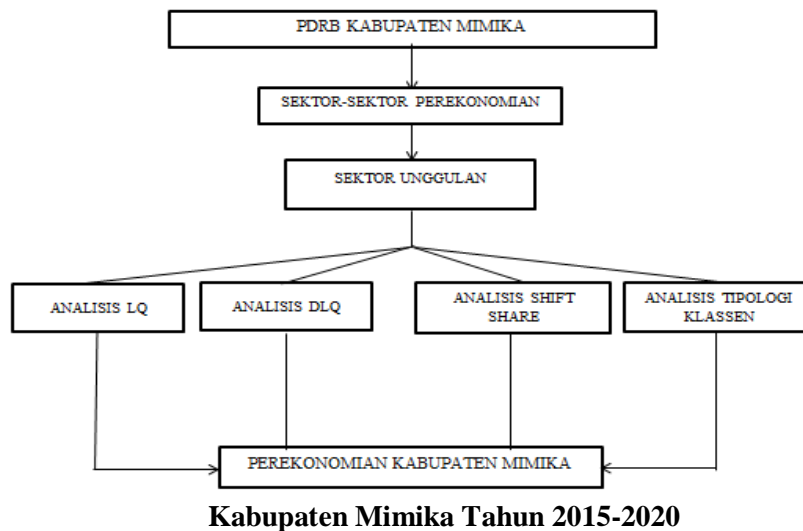 PDRB KABUPATEN MIMIKA
SEKTOR-SEKTOR PEREKONOMIAN
SEKTOR UNGGULAN
ANALISIS LQ
ANALISIS DLQ
ANALISIS SHIFT
SHARE
ANALISIS TIPOLOGI
KLASSEN
PEREKONOMIAN KABUPATEN MIMIKA
Kabupaten Mimika Tahun 2015-2020